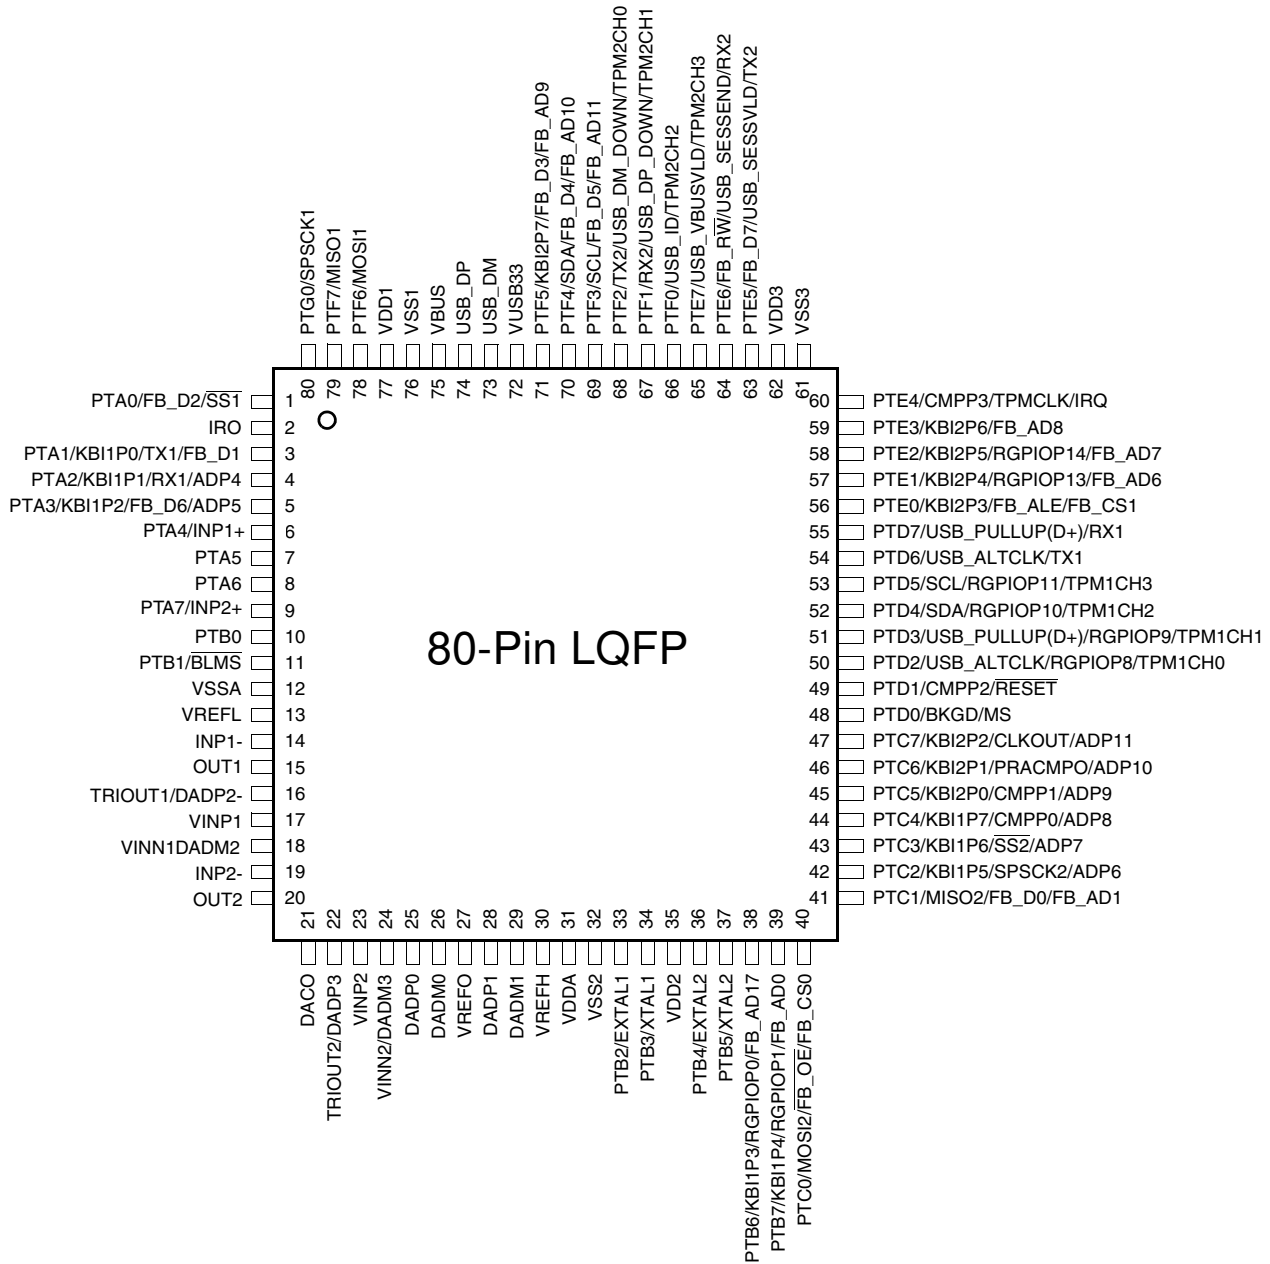 PTG0/SPSCK1
PTF7/MISO1
PTF6/MOSI1
VDD1
VSS1
VBUS
USB_DP
USB_DM
VUSB33
PTF5/KBI2P7/FB_D3/FB_AD9
PTF4/SDA/FB_D4/FB_AD10
PTF3/SCL/FB_D5/FB_AD11
PTF2/TX2/USB_DM_DOWN/TPM2CH0
PTF1/RX2/USB_DP_DOWN/TPM2CH1
PTF0/USB_ID/TPM2CH2
PTE7/USB_VBUSVLD/TPM2CH3
PTE6/FB_RW/USB_SESSEND/RX2
PTE5/FB_D7/USB_SESSVLD/TX2
VDD3
VSS3
80
79
78
77
76
75
74
73
72
71
70
69
68
67
66
65
64
63
62
61
PTA0/FB_D2/SS1 1
IRO 2
PTA1/KBI1P0/TX1/FB_D1 3
PTA2/KBI1P1/RX1/ADP4 4
PTA3/KBI1P2/FB_D6/ADP5 5
PTA4/INP1+ 6
PTA5 7
PTA6 8
PTA7/INP2+ 9
PTB0 10
PTB1/BLMS 11
VSSA 12
VREFL 13
INP1- 14
OUT1 15
TRIOUT1/DADP2- 16
VINP1 17
VINN1DADM2 18
INP2- 19
OUT2 20
80-Pin LQFP
60 PTE4/CMPP3/TPMCLK/IRQ
59 PTE3/KBI2P6/FB_AD8
58 PTE2/KBI2P5/RGPIOP14/FB_AD7
57 PTE1/KBI2P4/RGPIOP13/FB_AD6
56 PTE0/KBI2P3/FB_ALE/FB_CS1
55 PTD7/USB_PULLUP(D+)/RX1
54 PTD6/USB_ALTCLK/TX1
53 PTD5/SCL/RGPIOP11/TPM1CH3
52 PTD4/SDA/RGPIOP10/TPM1CH2
51 PTD3/USB_PULLUP(D+)/RGPIOP9/TPM1CH1
50 PTD2/USB_ALTCLK/RGPIOP8/TPM1CH0
49 PTD1/CMPP2/RESET
48 PTD0/BKGD/MS
47 PTC7/KBI2P2/CLKOUT/ADP11
46 PTC6/KBI2P1/PRACMPO/ADP10
45 PTC5/KBI2P0/CMPP1/ADP9
44 PTC4/KBI1P7/CMPP0/ADP8
43 PTC3/KBI1P6/SS2/ADP7
42 PTC2/KBI1P5/SPSCK2/ADP6
41 PTC1/MISO2/FB_D0/FB_AD1
21
22
23
24
25
26
27
28
29
30
31
32
33
34
35
36
37
38
39
40
DACO
TRIOUT2/DADP3
VINP2
VINN2/DADM3
DADP0
DADM0
VREFO
DADP1
DADM1
VREFH
VDDA
VSS2
PTB2/EXTAL1
PTB3/XTAL1
VDD2
PTB4/EXTAL2
PTB5/XTAL2
PTB6/KBI1P3/RGPIOP0/FB_AD17
PTB7/KBI1P4/RGPIOP1/FB_AD0
PTC0/MOSI2/FB_OE/FB_CS0